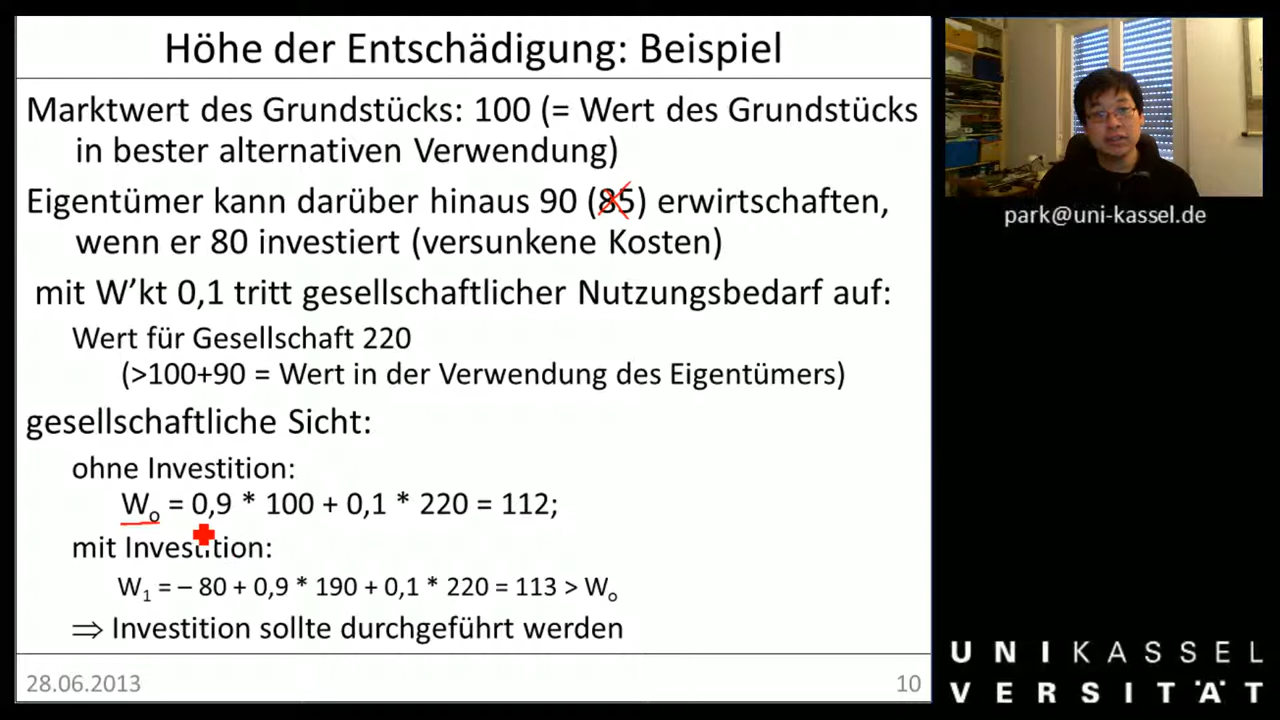 Höhe der Entschädigung: Beispiel
Marktwert des Grundstücks: 100 (= Wert des Grundstücks
in bester alternativen Verwendung)
Eigentümer kann darüber hinaus 90 (85) erwirtschaften,
wenn er 80 investiert (versunkene Kosten)
mit W’kt 0,1 tritt gesellschaftlicher Nutzungsbedarf auf:
Wert für Gesellschaft 220
(>100+90 = Wert in der Verwendung des Eigentümers)
gesellschaftliche Sicht:
ohne Investition:
W₀ = 0,9 * 100 + 0,1 * 220 = 112;
mit Investition:
W₁ = – 80 + 0,9 * 190 + 0,1 * 220 = 113 > W₀
⇒ Investition sollte durchgeführt werden
28.06.2013
10
park@uni-kassel.de
UNIKASSEL
VERSITÄT